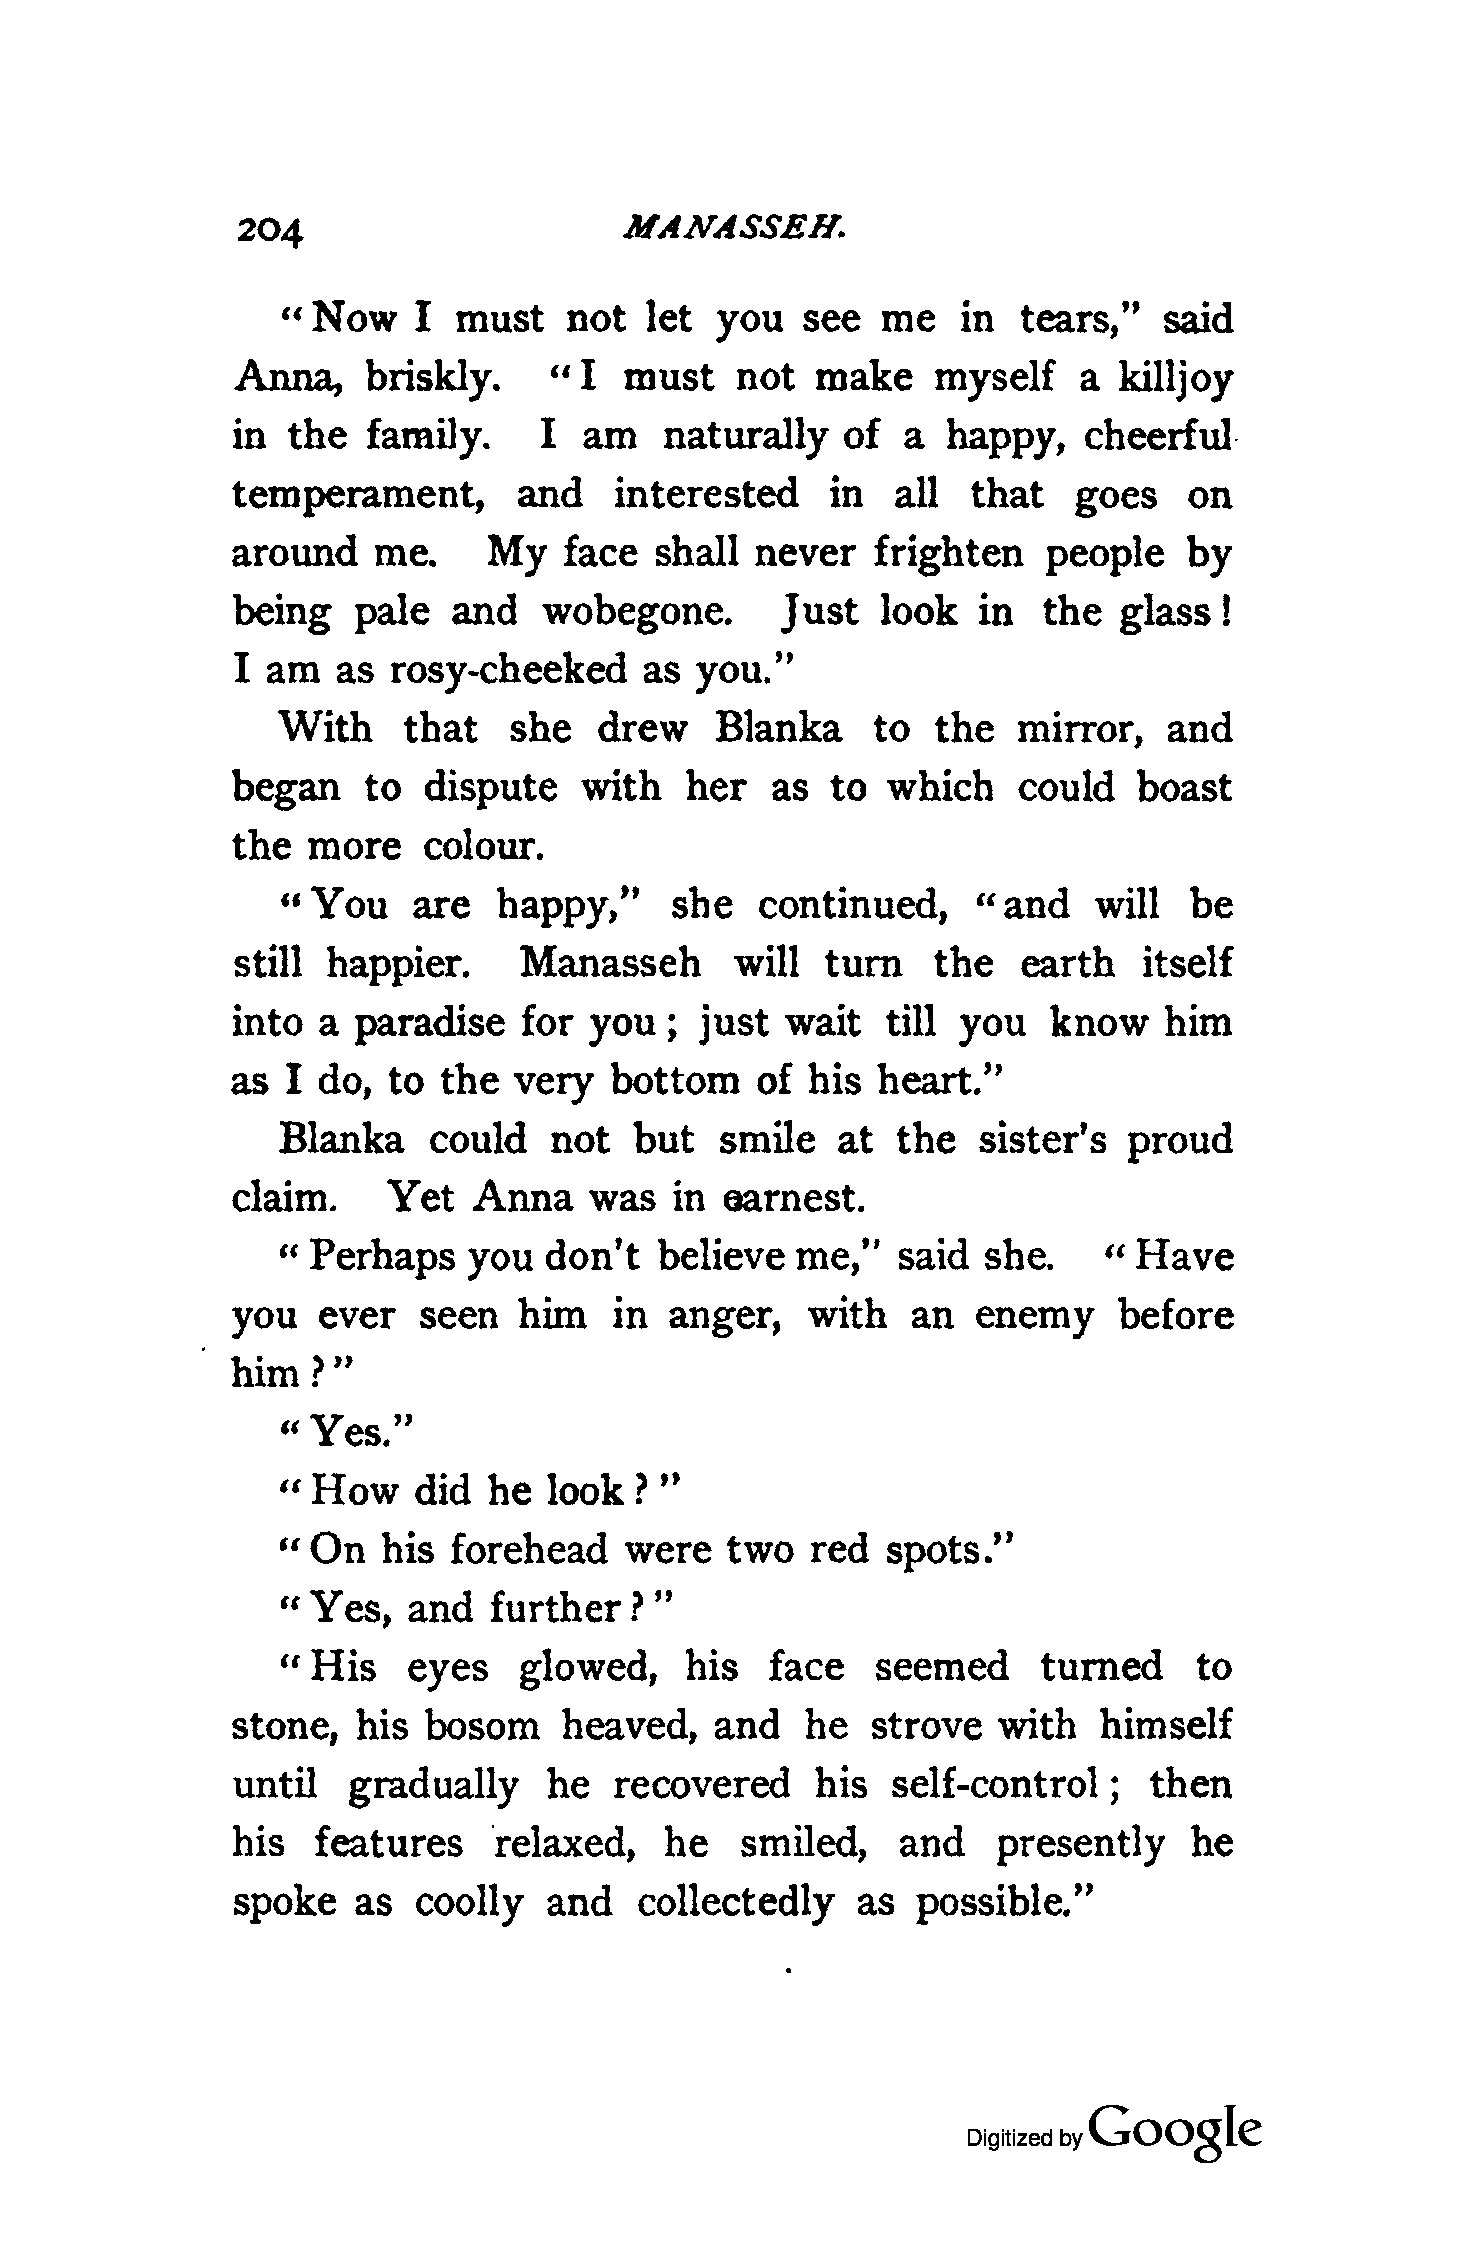 204 MANASSEH.
“Now I must not let you see me in tears,” said
Anna, briskly. “I must not make myself a killjoy
in the family. I am naturally of a happy, cheerful
temperament, and interested in all that goes on
around me. My face shall never frighten people by
being pale and wobegone. Just look in the glass!
I am as rosy-cheeked as you.”
With that she drew Blanka to the mirror, and
began to dispute with her as to which could boast
the more colour.
“You are happy,” she continued, “and will be
still happier. Manasseh will turn the earth itself
into a paradise for you; just wait till you know him
as I do, to the very bottom of his heart.”
Blanka could not but smile at the sister's proud
claim. Yet Anna was in earnest.
“Perhaps you don't believe me,” said she. “Have
you ever seen him in anger, with an enemy before
him?”
“Yes.”
“How did he look?”
“On his forehead were two red spots.”
“Yes, and further?”
“His eyes glowed, his face seemed turned to
stone, his bosom heaved, and he strove with himself
until gradually he recovered his self-control; then
his features relaxed, he smiled, and presently he
spoke as coolly and collectedly as possible.”
Digitized by Google